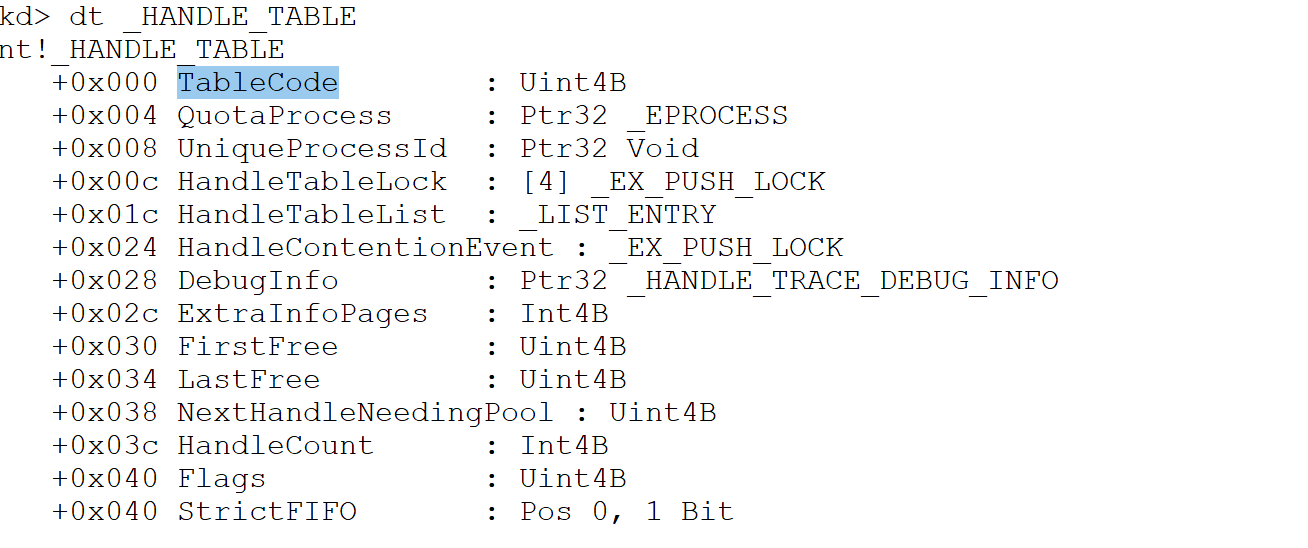 kd> dt _HANDLE_TABLE
nt!_HANDLE_TABLE
   +0x000 TableCode        : Uint4B
   +0x004 QuotaProcess     : Ptr32 _EPROCESS
   +0x008 UniqueProcessId  : Ptr32 Void
   +0x00c HandleTableLock  : [4] _EX_PUSH_LOCK
   +0x01c HandleTableList  : _LIST_ENTRY
   +0x024 HandleContentionEvent : _EX_PUSH_LOCK
   +0x028 DebugInfo        : Ptr32 _HANDLE_TRACE_DEBUG_INFO
   +0x02c ExtraInfoPages   : Int4B
   +0x030 FirstFree        : Uint4B
   +0x034 LastFree         : Uint4B
   +0x038 NextHandleNeedingPool : Uint4B
   +0x03c HandleCount      : Int4B
   +0x040 Flags            : Uint4B
   +0x040 StrictFIFO       : Pos 0, 1 Bit